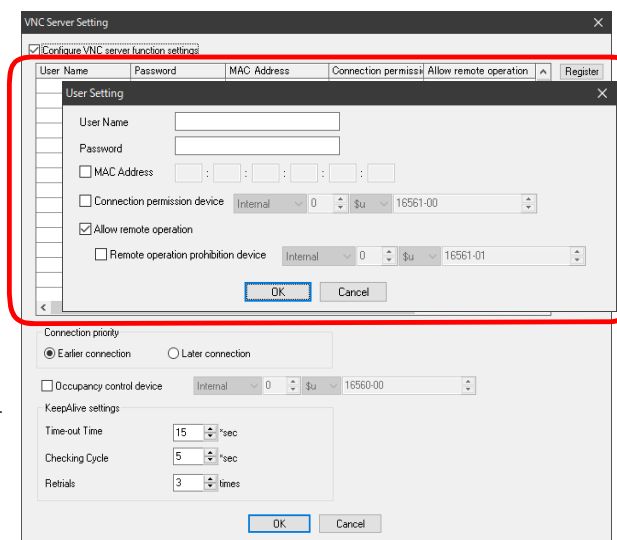 VNC Server Setting
Configure VNC server function settings
User Name Password MAC Address Connection permissi Allow remote operation Register
User Setting
User Name
Password
MAC Address : : : : :
Connection permission device Internal 0 $u 16561-00
Allow remote operation
Remote operation prohibition device Internal 0 $u 16561-01
OK Cancel
Connection priority
Earlier connection Later connection
Occupancy control device Internal 0 $u 16560-00
KeepAlive settings
Time-out Time 15 *sec
Checking Cycle 5 *sec
Retrials 3 times
OK Cancel